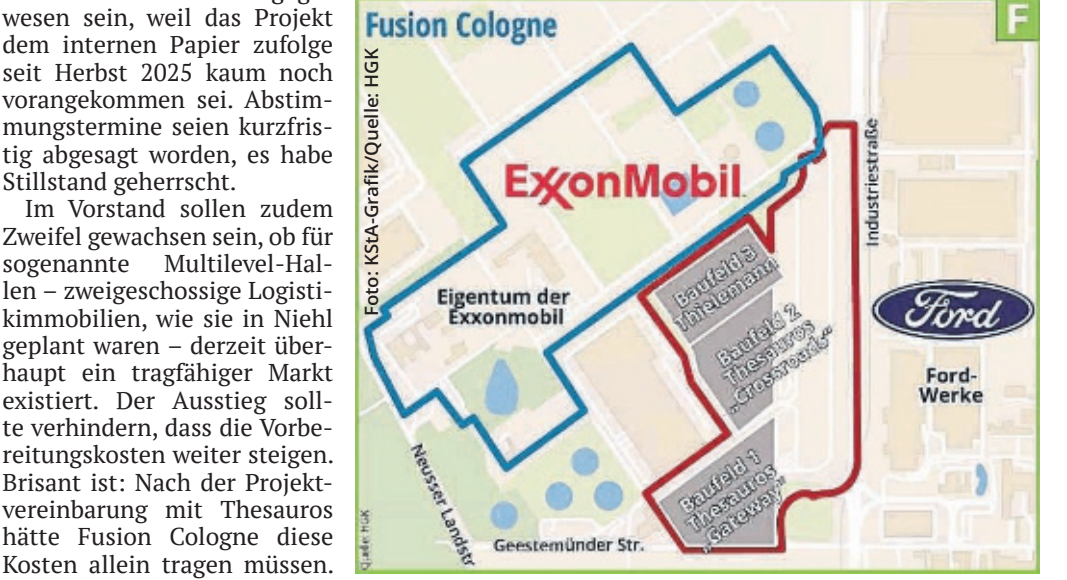 wesen sein, weil das Projekt
dem internen Papier zufolge
seit Herbst 2025 kaum noch
vorangekommen sei. Abstim-
mungstermine seien kurzfris-
tig abgesagt worden, es habe
Stillstand geherrscht.
Im Vorstand sollen zudem
Zweifel gewachsen sein, ob für
sogenannte Multilevel-Hal-
len – zweigeschossige Logisti-
kimmobilien, wie sie in Niehl
geplant waren – derzeit über-
haupt ein tragfähiger Markt
existiert. Der Ausstieg soll-
te verhindern, dass die Vorbe-
reitungskosten weiter steigen.
Brisant ist: Nach der Projekt-
vereinbarung mit Thesauros
hätte Fusion Cologne diese
Kosten allein tragen müssen.
Fusion Cologne
F
Foto: KStA-Grafik/Quelle: HGK
ExxonMobil
Eigentum der
Exxonmobil
Industriestraße
Baufeld 3
Thielemann
Baufeld 2
Thesauros
„Crossroads“
Ford
Ford-
Werke
Baufeld 1
Thesauros
„Gateway“
Neusser Landstr
Geestemünder Str.
Quelle: HGK